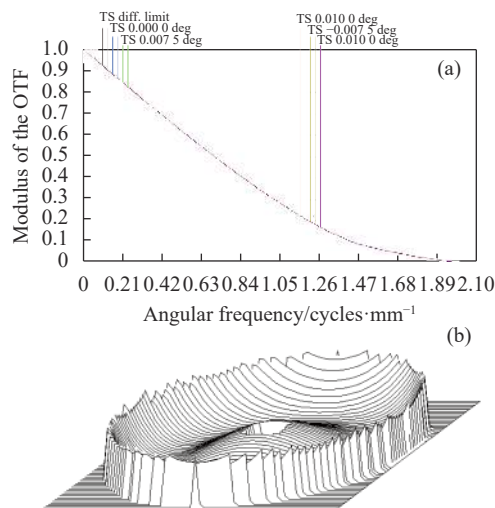 TS diff. limit
TS 0.000 0 deg
TS 0.007 5 deg
TS 0.010 0 deg
TS −0.007 5 deg
TS 0.010 0 deg
(a)
Modulus of the OTF
1.0
0.9
0.8
0.7
0.6
0.5
0.4
0.3
0.2
0.1
0
0 0.21 0.42 0.63 0.84 1.05 1.26 1.47 1.68 1.89 2.10
Angular frequency/cycles·mm⁻¹
(b)